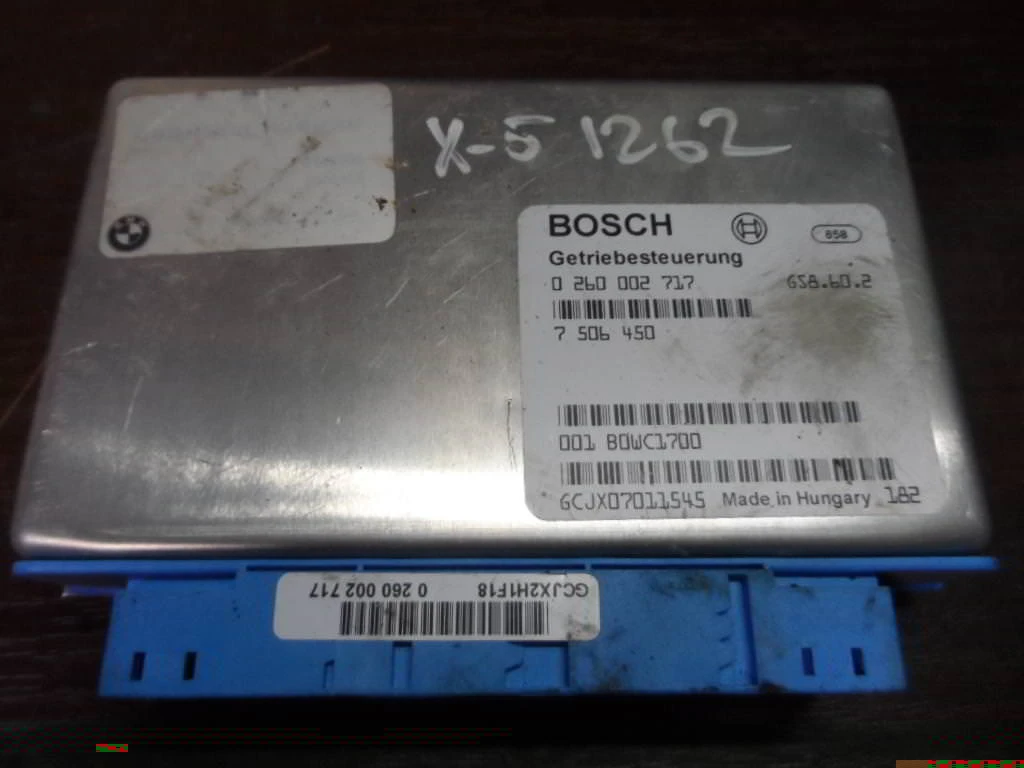 X-5 1262
BOSCH
858
Getriebesteuerung
0 260 002 717 GS8.60.2
7 506 450
001 B0WC1700
GCJX07011545 Made in Hungary 182
GCJX2H1F18 0 260 002 717